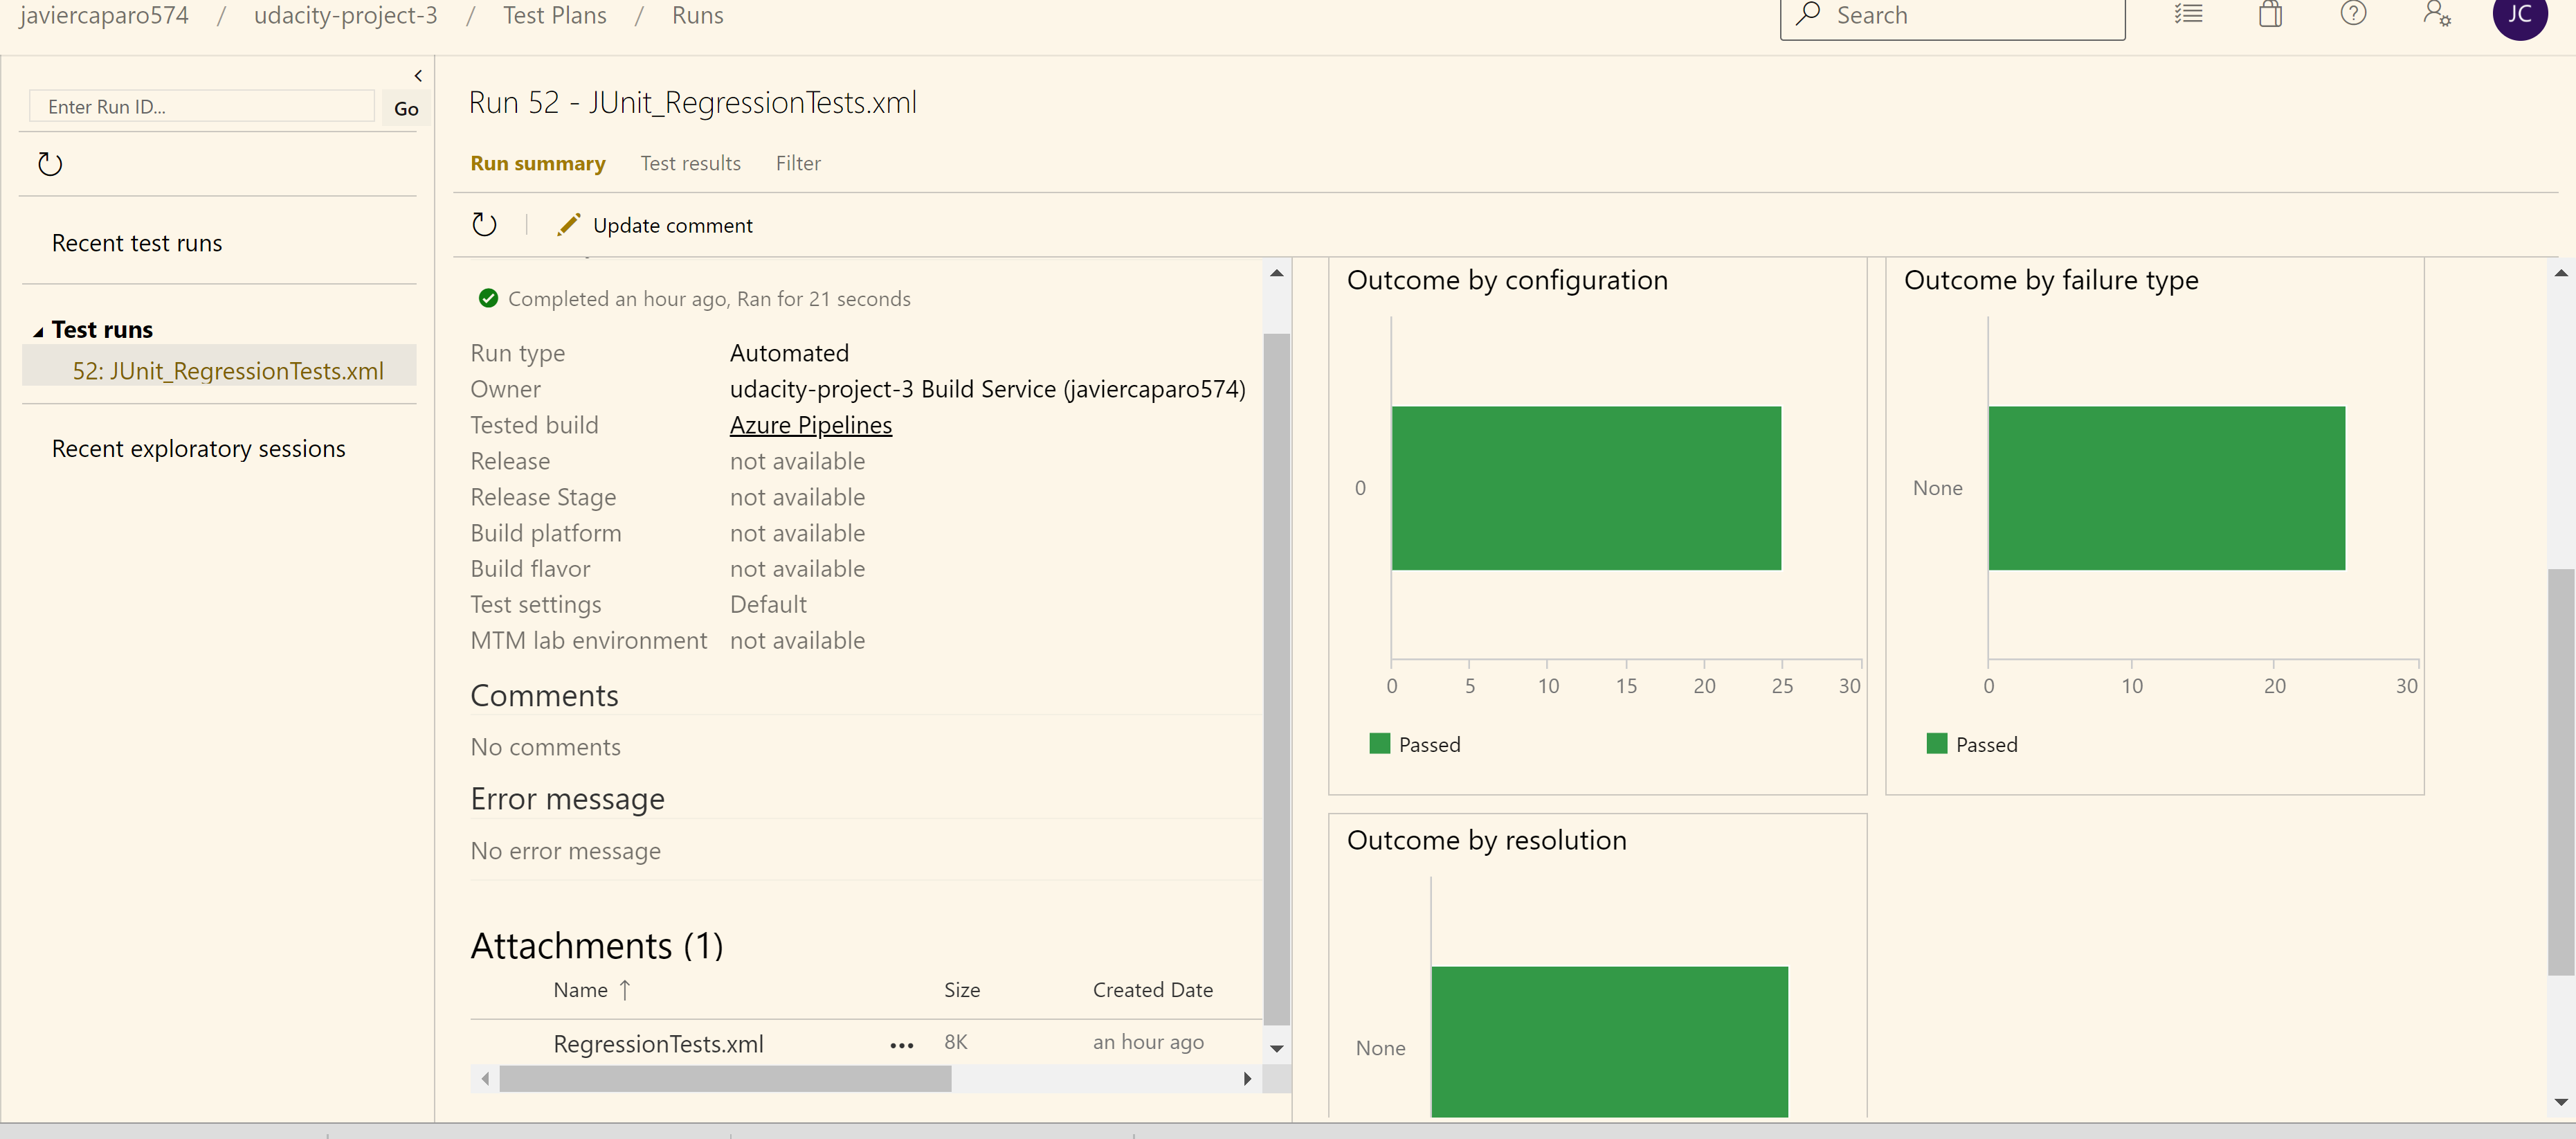 javiercaparo574 / udacity-project-3 / Test Plans / Runs
Search
JC
Enter Run ID...
Go
Recent test runs
Test runs
52: JUnit_RegressionTests.xml
Recent exploratory sessions
Run 52 - JUnit_RegressionTests.xml
Run summary Test results Filter
Update comment
Completed an hour ago, Ran for 21 seconds
Run type Automated
Owner udacity-project-3 Build Service (javiercaparo574)
Tested build Azure Pipelines
Release not available
Release Stage not available
Build platform not available
Build flavor not available
Test settings Default
MTM lab environment not available
Comments
No comments
Error message
No error message
Attachments (1)
Name ↑ Size Created Date
RegressionTests.xml ... 8K an hour ago
Outcome by configuration
0
0 5 10 15 20 25 30
Passed
Outcome by failure type
None
0 10 20 30
Passed
Outcome by resolution
None